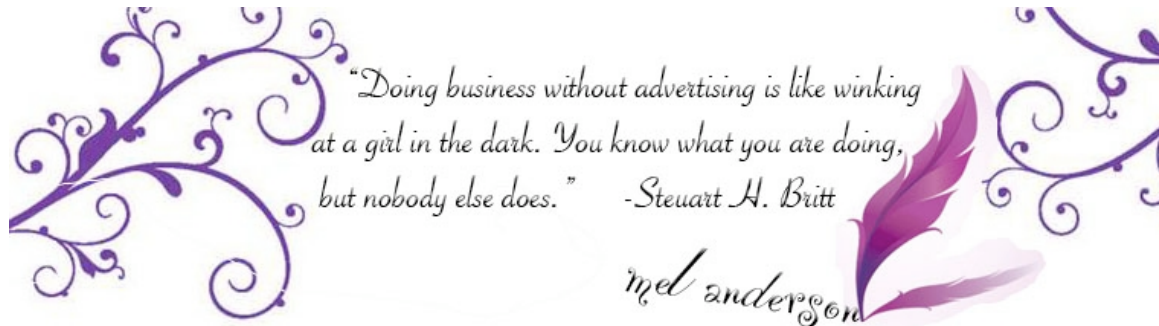 “Doing business without advertising is like winking
at a girl in the dark. You know what you are doing,
but nobody else does.” -Steuart H. Britt
mel anderson